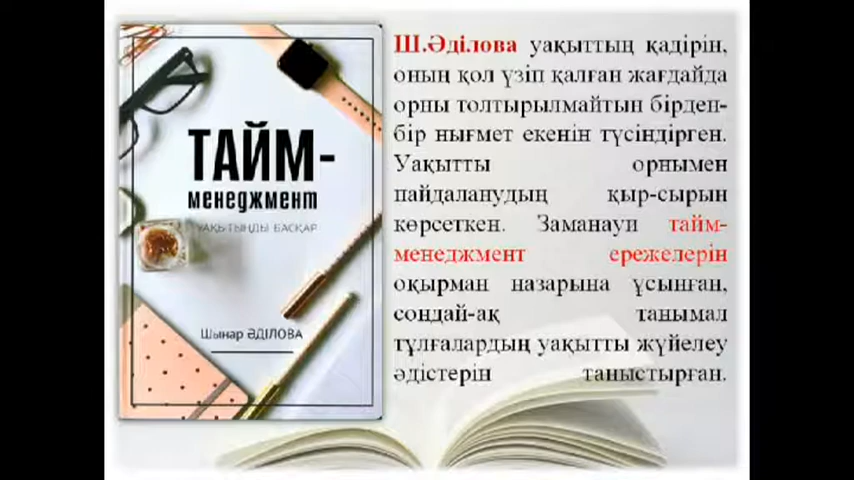 ТАЙМ-
менеджмент
УАҚЫТЫҢДЫ БАСҚАР
Шынар ӘДІЛОВА
Ш.Әділова уақыттың қадірін,
оның қол үзіп қалған жағдайда
орны толтырылмайтын бірден-
бір нығмет екенін түсіндірген.
Уақытты орнымен
пайдаланудың қыр-сырын
көрсеткен. Заманауи тайм-
менеджмент ережелерін
оқырман назарына ұсынған,
сондай-ақ танымал
тұлғалардың уақытты жүйелеу
әдістерін таныстырған.